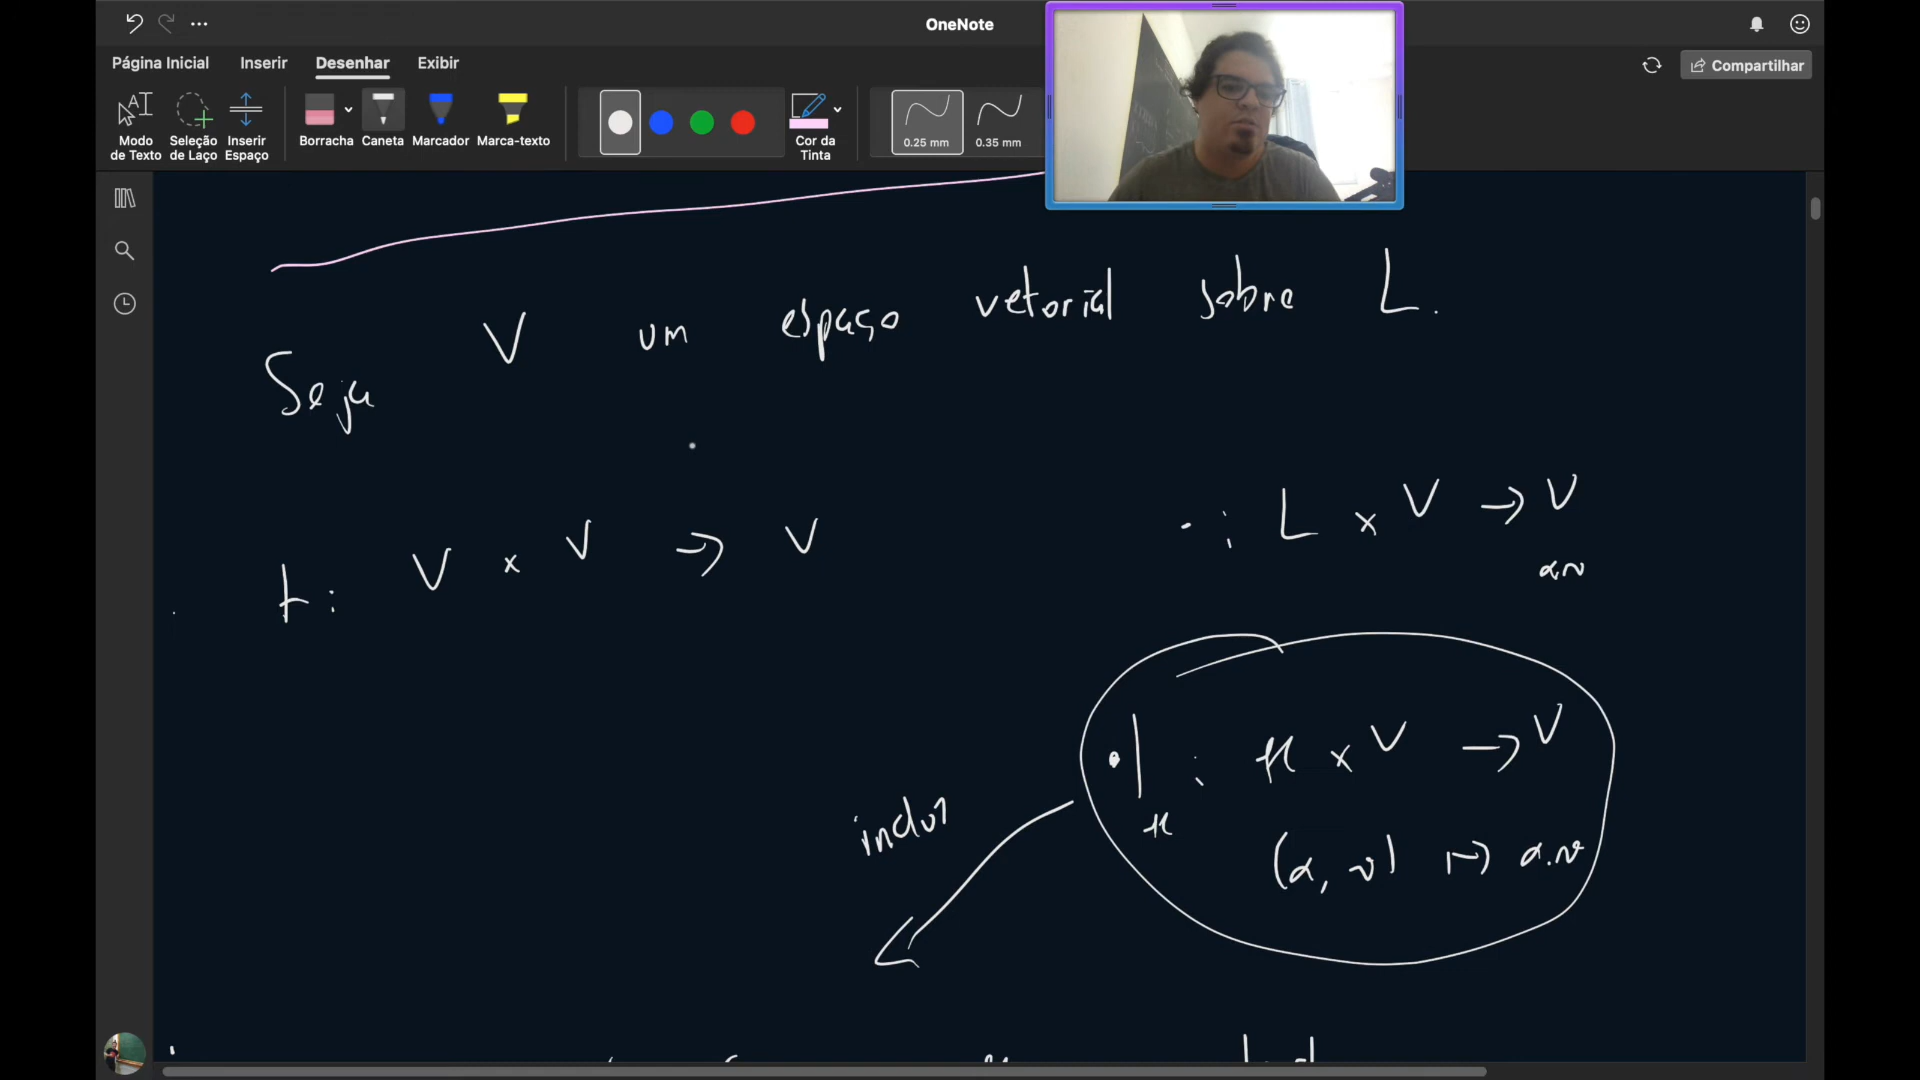 OneNote
Página Inicial Inserir Desenhar Exibir
Compartilhar
Modo de Texto
Seleção de Laço
Inserir Espaço
Borracha
Caneta
Marcador
Marca-texto
Cor da Tinta
0.25 mm
0.35 mm
Seja V um espaço vetorial sobre L.
+: V x V → V
·: L x V → V
α.v
·|K : K x V → V
(α, v) ↦ α.v
induz